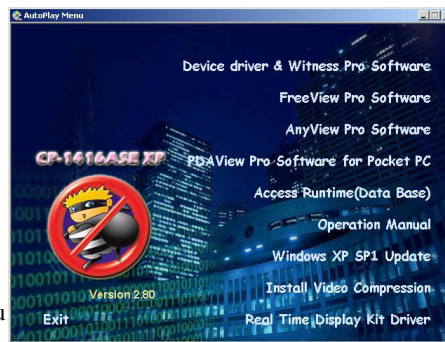 AutoPlay Menu
Device driver & Witness Pro Software
FreeView Pro Software
AnyView Pro Software
CP-1416ASE XP
PDAView Pro Software for Pocket PC
Access Runtime(Data Base)
Operation Manual
Windows XP SP1 Update
Version 2.80
Install Video Compression
Exit
Real Time Display Kit Driver